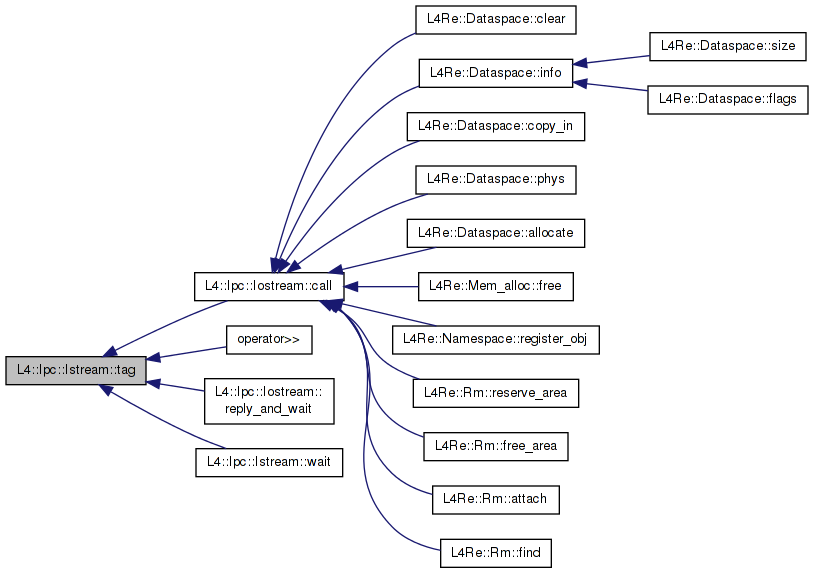 L4Re::Dataspace::clear
L4Re::Dataspace::size
L4Re::Dataspace::info
L4Re::Dataspace::flags
L4Re::Dataspace::copy_in
L4Re::Dataspace::phys
L4Re::Dataspace::allocate
L4::Ipc::Iostream::call
L4Re::Mem_alloc::free
operator>>
L4Re::Namespace::register_obj
L4::Ipc::Istream::tag
L4::Ipc::Iostream::
reply_and_wait
L4Re::Rm::reserve_area
L4Re::Rm::free_area
L4::Ipc::Istream::wait
L4Re::Rm::attach
L4Re::Rm::find